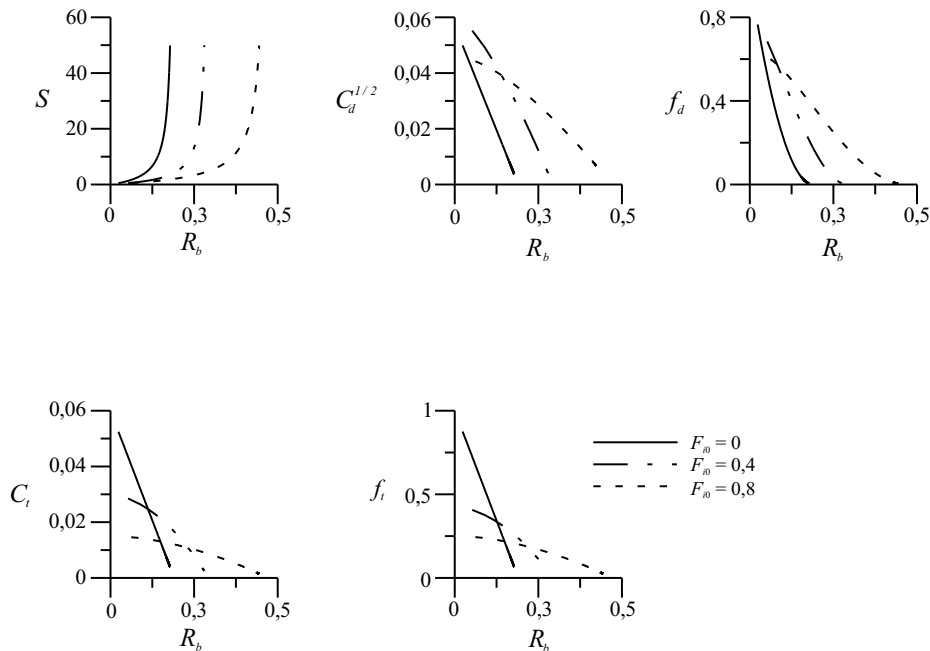 60
40
S
20
0
0
0,3
0,5
R_b
0,06
0,04
C_d^{1/2}
0,02
0
0
0,3
0,5
R_b
0,8
f_d
0,4
0
0
0,3
0,5
R_b
0,06
0,04
C_t
0,02
0
0
0,3
0,5
R_b
1
f_t
0,5
0
0
0,3
0,5
R_b
F_{i0} = 0
F_{i0} = 0,4
F_{i0} = 0,8